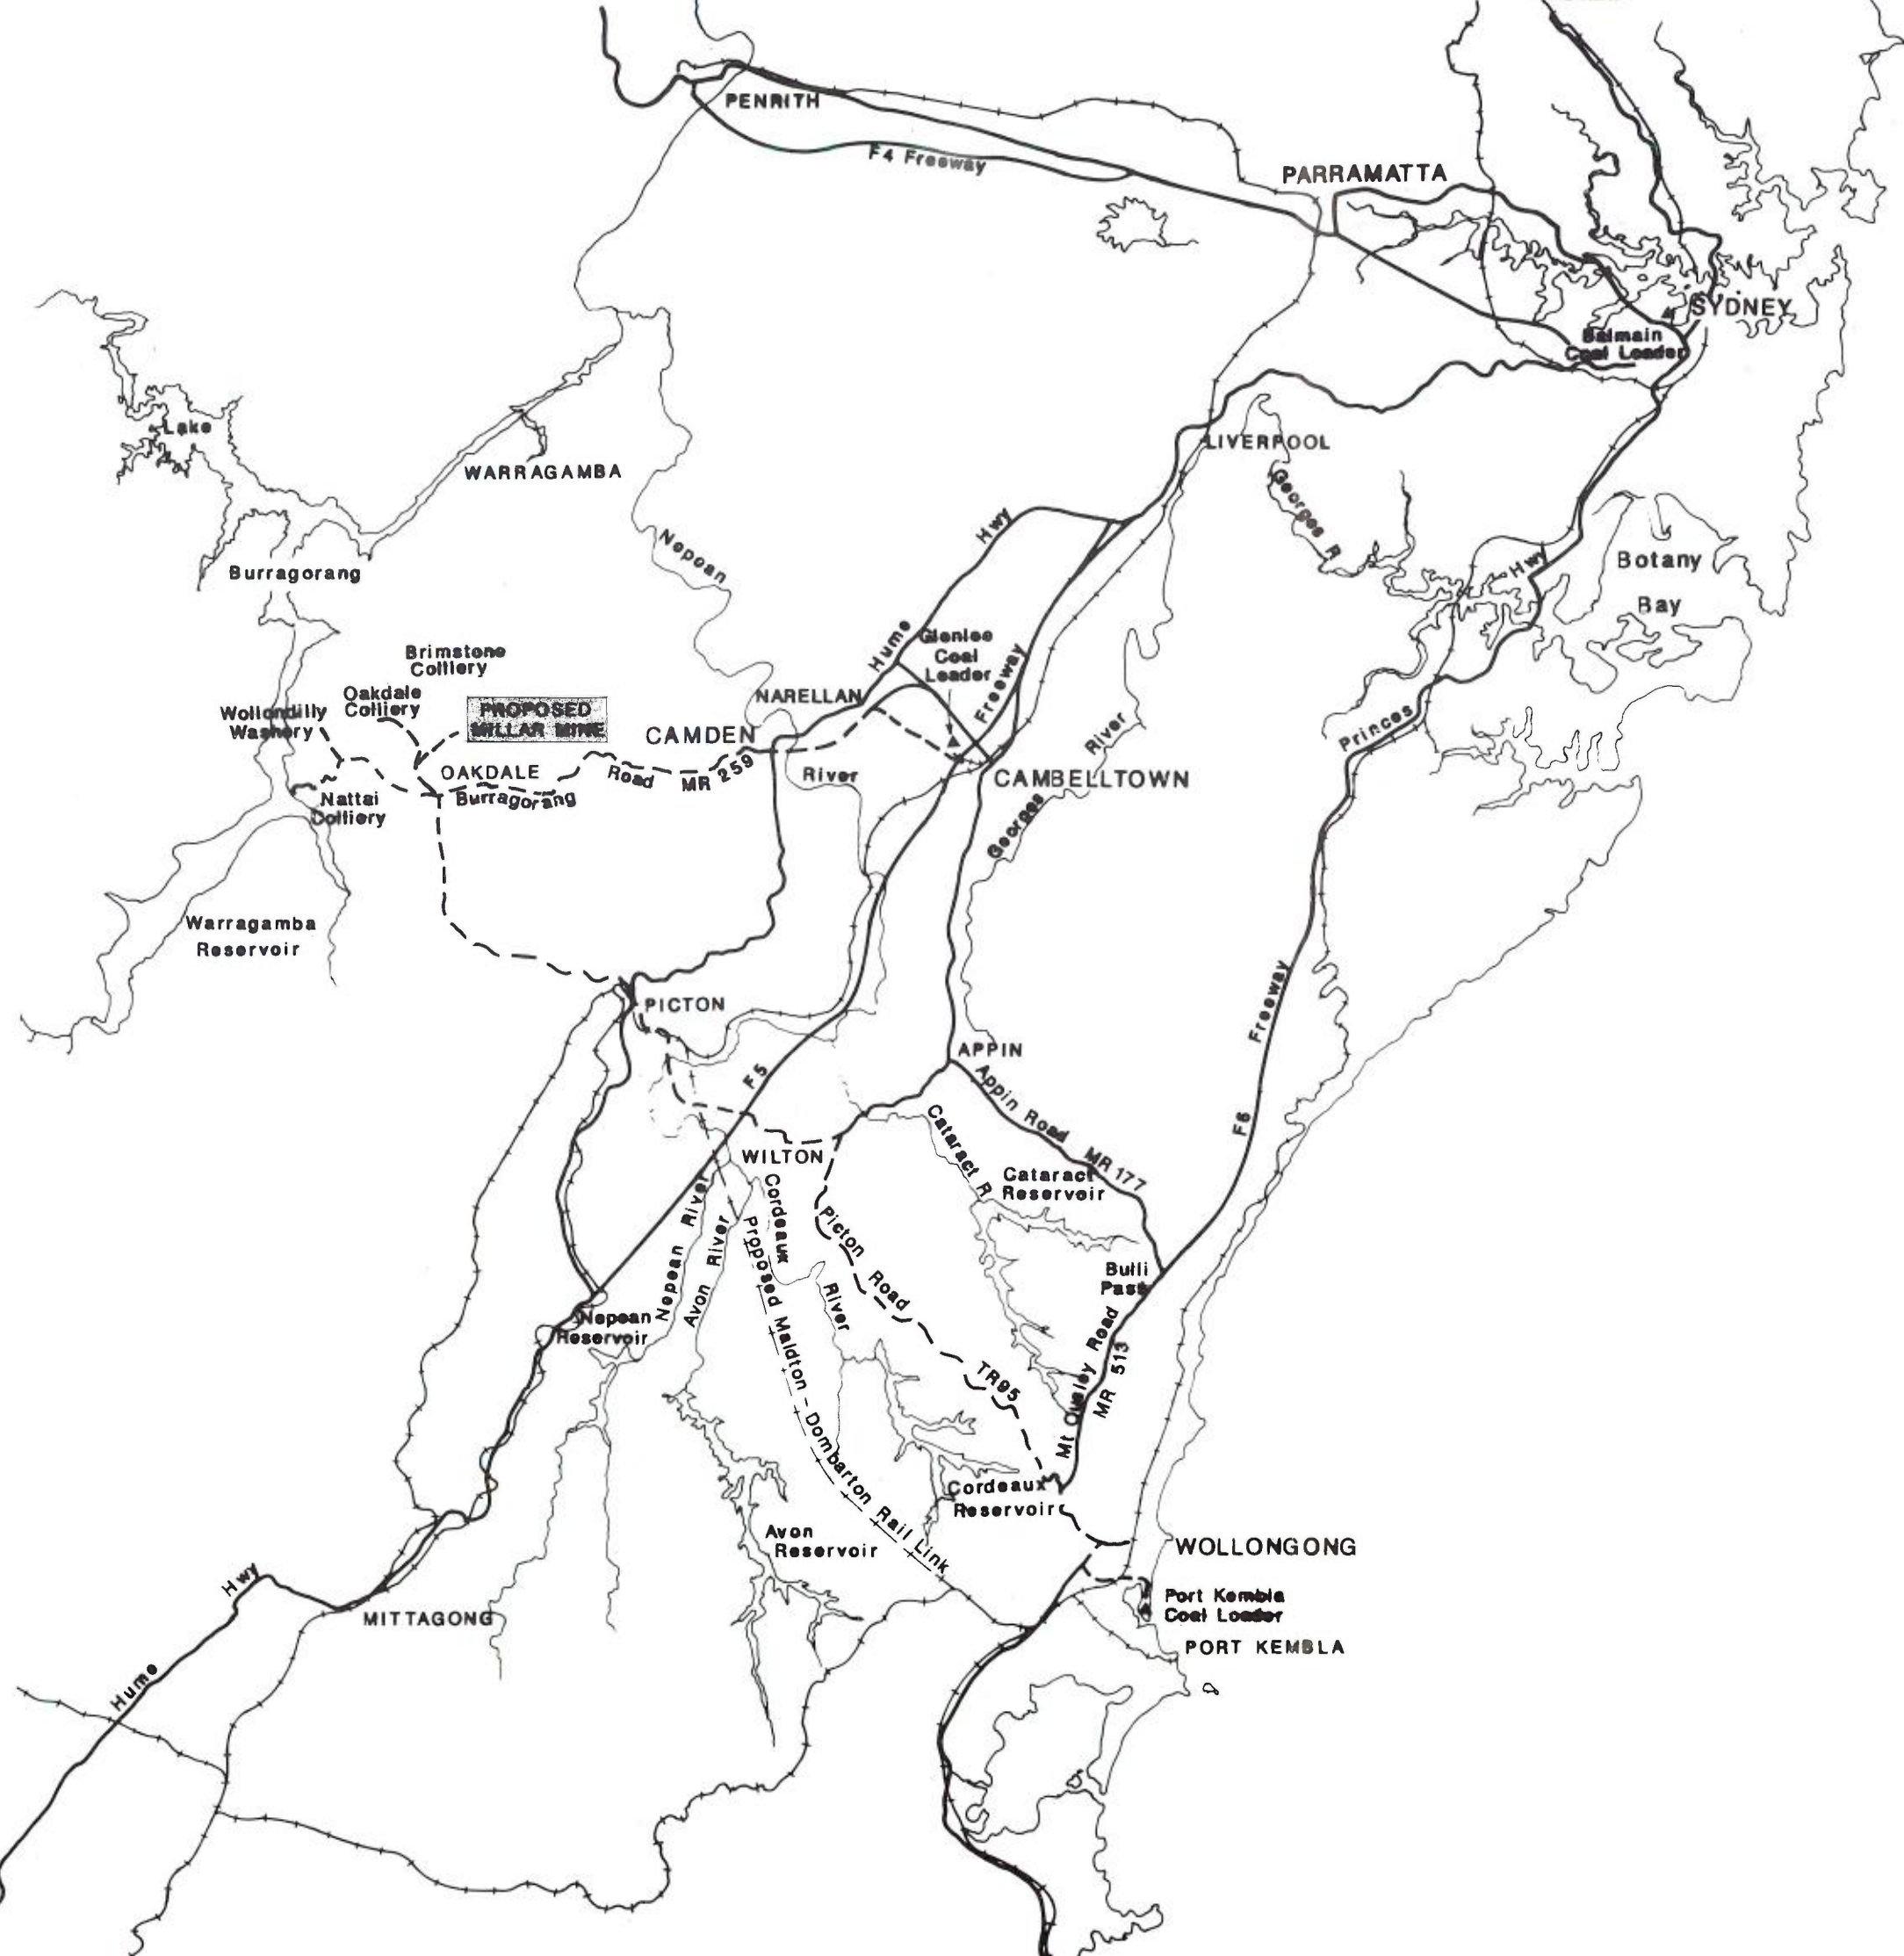 PENRITH
F4 Freeway
PARRAMATTA
SYDNEY
Balmain
Coal Loader
Lake
WARRAGAMBA
LIVERPOOL
Georges R
Hwy
Nepean
Burragorang
Hwy
Botany
Bay
Hume
Glenlee
Coal
Loader
Freeway
Brimstone
Colliery
Oakdale
Colliery
Wollondilly
Washery
PROPOSED
MILLAR MINE
NARELLAN
CAMDEN
River
Princes
OAKDALE
Road
MR 259
River
CAMBELLTOWN
Burragorang
Nattai
Colliery
Georges
Warragamba
Reservoir
PICTON
Freeway
APPIN
F5
Appin Road MR 177
F6
Cataract R
WILTON
Cataract
Reservoir
Nepean River
Avon River
Cordeaux
River
Picton Road
TR95
Proposed Maldton - Dombarton Rail Link
Bulli
Pass
Nepean
Reservoir
Mt Ousley Road
MR 513
Cordeaux
Reservoir
Avon
Reservoir
WOLLONGONG
Hwy
Port Kembla
Coal Loader
MITTAGONG
PORT KEMBLA
Hume